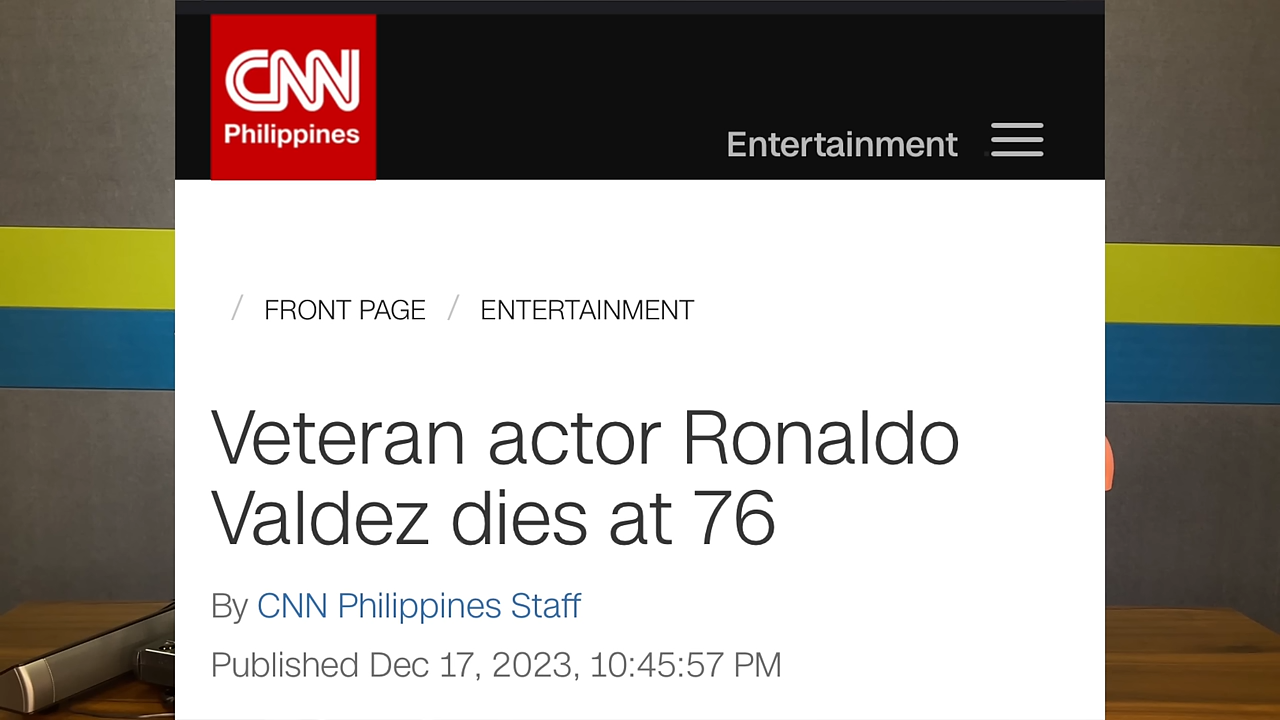 CNN
Philippines
Entertainment
/ FRONT PAGE / ENTERTAINMENT
Veteran actor Ronaldo
Valdez dies at 76
By CNN Philippines Staff
Published Dec 17, 2023, 10:45:57 PM